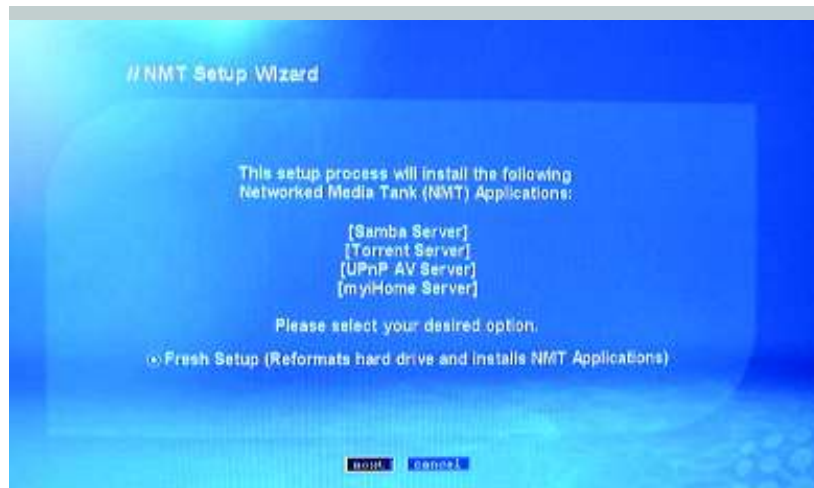 //NMT Setup Wizard
This setup process will install the following
Networked Media Tank (NMT) Applications:
[Samba Server]
[Torrent Server]
[UPnP AV Server]
[myiHome Server]
Please select your desired option.
Fresh Setup (Reformats hard drive and installs NMT Applications)
next cancel